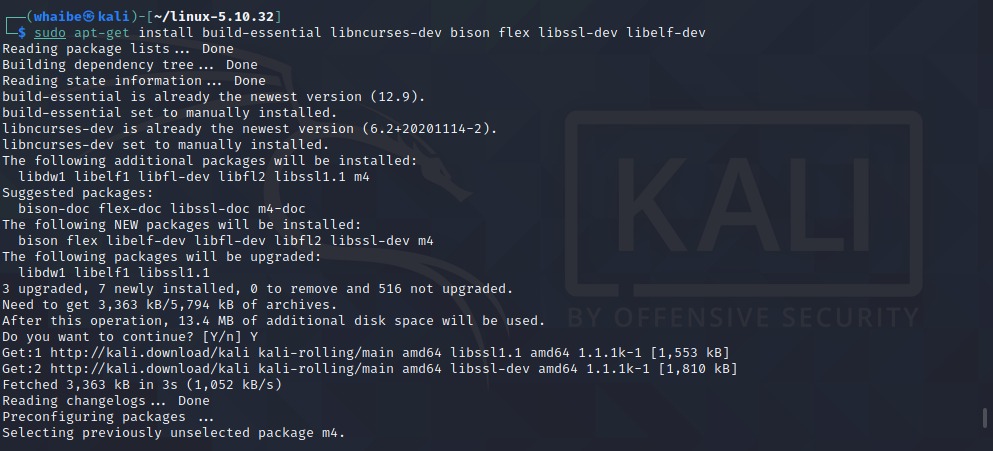 (whaibe㉿kali)-[~/linux-5.10.32]
$ sudo apt-get install build-essential libncurses-dev bison flex libssl-dev libelf-dev
Reading package lists... Done
Building dependency tree... Done
Reading state information... Done
build-essential is already the newest version (12.9).
build-essential set to manually installed.
libncurses-dev is already the newest version (6.2+20201114-2).
libncurses-dev set to manually installed.
The following additional packages will be installed:
  libdw1 libelf1 libfl-dev libfl2 libssl1.1 m4
Suggested packages:
  bison-doc flex-doc libssl-doc m4-doc
The following NEW packages will be installed:
  bison flex libelf-dev libfl-dev libfl2 libssl-dev m4
The following packages will be upgraded:
  libdw1 libelf1 libssl1.1
3 upgraded, 7 newly installed, 0 to remove and 516 not upgraded.
Need to get 3,363 kB/5,794 kB of archives.
After this operation, 13.4 MB of additional disk space will be used.
Do you want to continue? [Y/n] Y
Get:1 http://kali.download/kali kali-rolling/main amd64 libssl1.1 amd64 1.1.1k-1 [1,553 kB]
Get:2 http://kali.download/kali kali-rolling/main amd64 libssl-dev amd64 1.1.1k-1 [1,810 kB]
Fetched 3,363 kB in 3s (1,052 kB/s)
Reading changelogs... Done
Preconfiguring packages ...
Selecting previously unselected package m4.
KALI
BY OFFENSIVE SECURITY